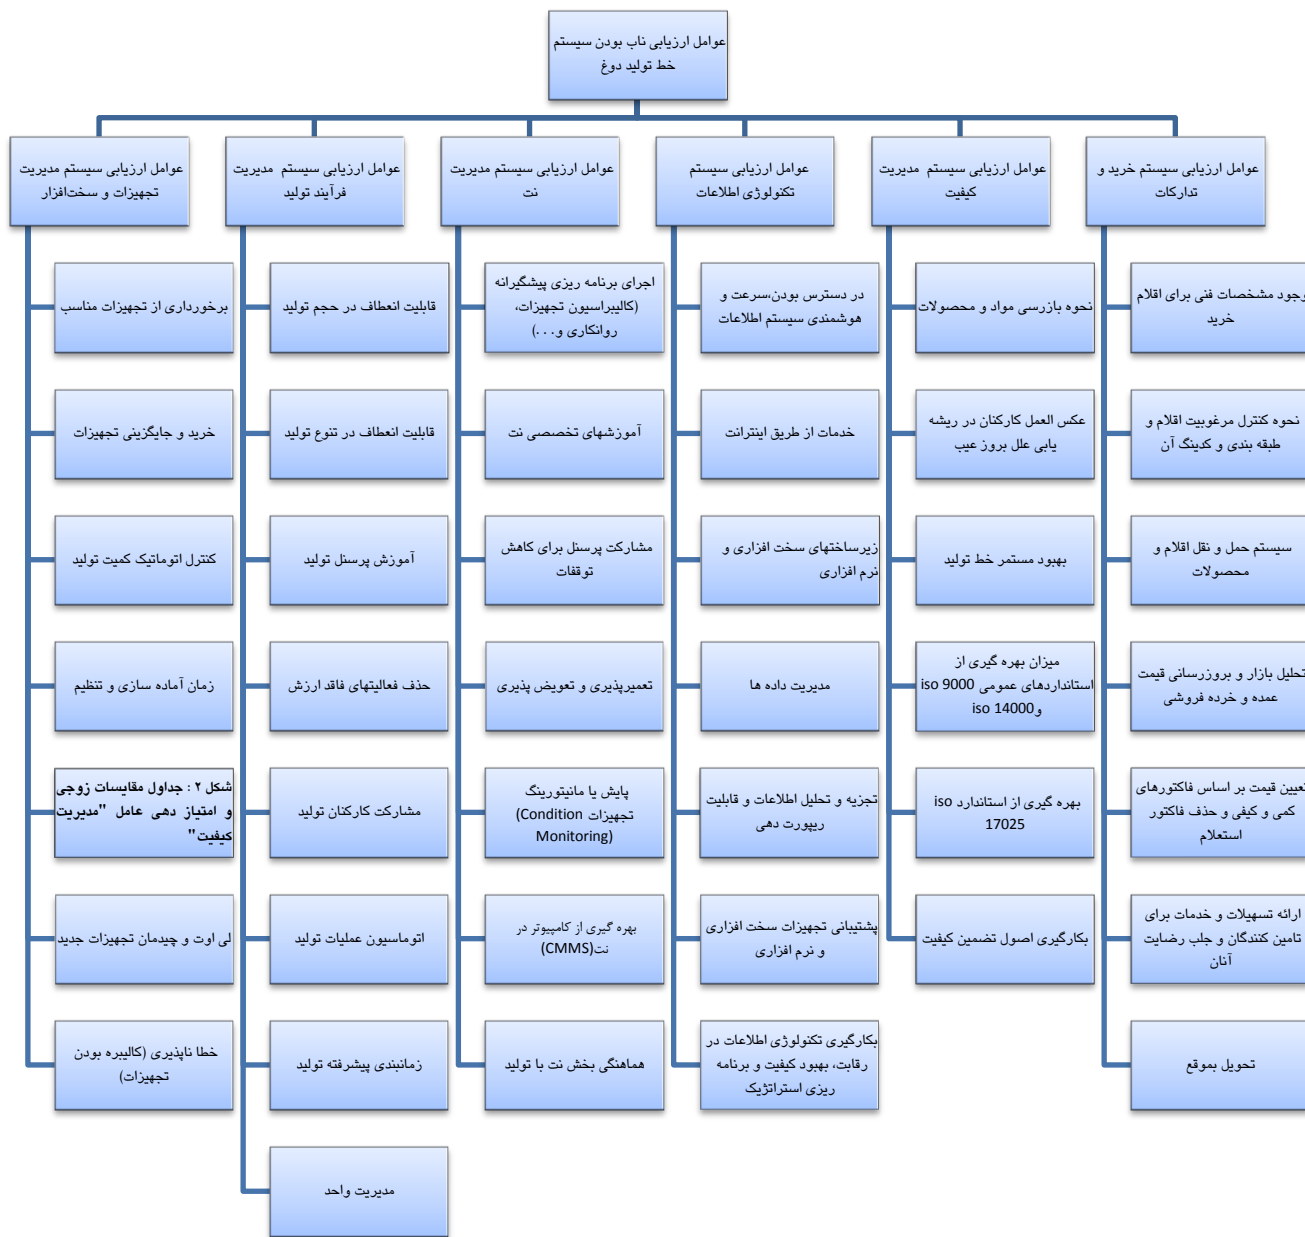 عوامل ارزیابی ناب بودن سیستم
خط تولید دوغ
عوامل ارزیابی سیستم خرید و
تدارکات
وجود مشخصات فنی برای اقلام
خرید
نحوه کنترل مرغوبیت اقلام و
طبقه بندی و کدینگ آن
سیستم حمل و نقل اقلام و
محصولات
تحلیل بازار و بروزرسانی قیمت
عمده و خرده فروشی
تعیین قیمت بر اساس فاکتورهای
کمی و کیفی و حذف فاکتور
استعلام
ارائه تسهیلات و خدمات برای
تامین کنندگان و جلب رضایت
آنان
تحویل بموقع
عوامل ارزیابی سیستم مدیریت
کیفیت
نحوه بازرسی مواد و محصولات
عکس العمل کارکنان در ریشه
یابی علل بروز عیب
بهبود مستمر خط تولید
میزان بهره گیری از
استانداردهای عمومی iso 9000
وiso 14000
بهره گیری از استاندارد iso
17025
بکارگیری اصول تضمین کیفیت
عوامل ارزیابی سیستم
تکنولوژی اطلاعات
در دسترس بودن،سرعت و
هوشمندی سیستم اطلاعات
خدمات از طریق اینترانت
زیرساختهای سخت افزاری و
نرم افزاری
مدیریت داده ها
تجزیه و تحلیل اطلاعات و قابلیت
ریپورت دهی
پشتیبانی تجهیزات سخت افزاری
و نرم افزاری
بکارگیری تکنولوژی اطلاعات در
رقابت، بهبود کیفیت و برنامه
ریزی استراتژیک
عوامل ارزیابی سیستم مدیریت
نت
اجرای برنامه ریزی پیشگیرانه
(کالیبراسیون تجهیزات،
روانکاری و. . .)
آموزشهای تخصصی نت
مشارکت پرسنل برای کاهش
توقفات
تعمیرپذیری و تعویض پذیری
پایش یا مانیتورینگ
تجهیزات Condition)
Monitoring)
بهره گیری از کامپیوتر در
نت(CMMS)
هماهنگی بخش نت با تولید
عوامل ارزیابی سیستم مدیریت
فرآیند تولید
قابلیت انعطاف در حجم تولید
قابلیت انعطاف در تنوع تولید
آموزش پرسنل تولید
حذف فعالیتهای فاقد ارزش
مشارکت کارکنان تولید
اتوماسیون عملیات تولید
زمانبندی پیشرفته تولید
مدیریت واحد
عوامل ارزیابی سیستم مدیریت
تجهیزات و سخت‌افزار
برخورداری از تجهیزات مناسب
خرید و جایگزینی تجهیزات
کنترل اتوماتیک کمیت تولید
زمان آماده سازی و تنظیم
شکل ۲ : جداول مقایسات زوجی
و امتیاز دهی عامل "مدیریت
کیفیت"
لی اوت و چیدمان تجهیزات جدید
خطا ناپذیری (کالیبره بودن
تجهیزات)